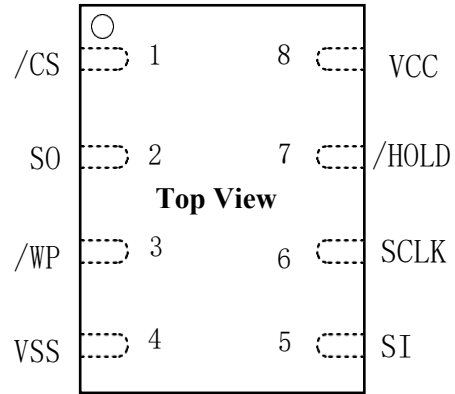 /CS 1 8 VCC
SO 2 7 /HOLD
Top View
/WP 3 6 SCLK
VSS 4 5 SI